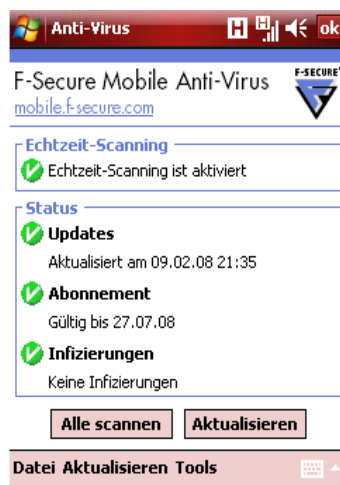 Anti-Virus H H ok
F-Secure Mobile Anti-Virus F-SECURE
mobile.f-secure.com
Echtzeit-Scanning
Echtzeit-Scanning ist aktiviert
Status
Updates
Aktualisiert am 09.02.08 21:35
Abonnement
Gültig bis 27.07.08
Infizierungen
Keine Infizierungen
Alle scannen Aktualisieren
Datei Aktualisieren Tools